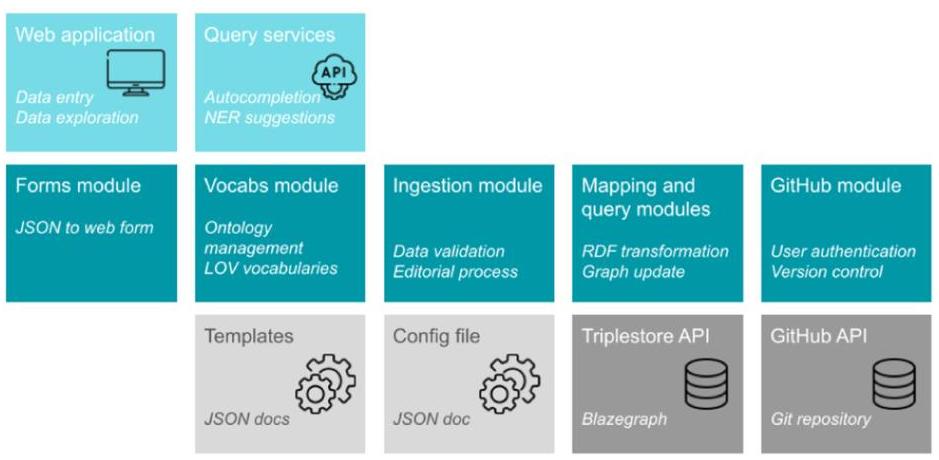 Web application
Data entry
Data exploration
Query services
API
Autocompletion
NER suggestions
Forms module
JSON to web form
Vocabs module
Ontology
management
LOV vocabularies
Ingestion module
Data validation
Editorial process
Mapping and
query modules
RDF transformation
Graph update
GitHub module
User authentication
Version control
Templates
JSON docs
Config file
JSON doc
Triplestore API
Blazegraph
GitHub API
Git repository